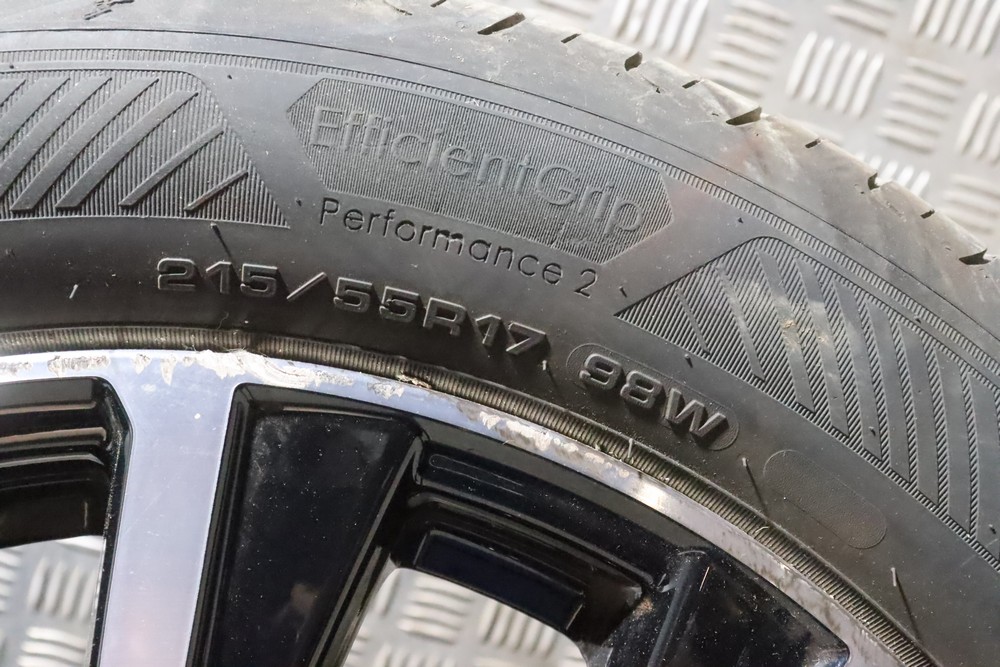 EfficientGrip
Performance 2
215/55R17 98W